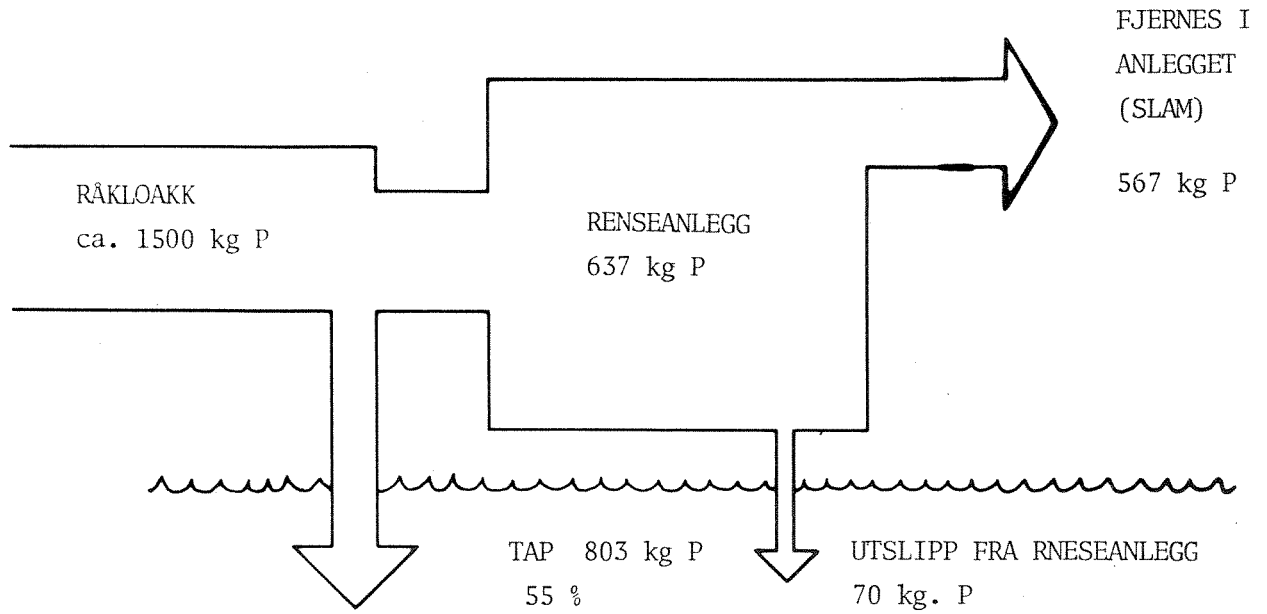 FJERNES I
ANLEGGET
(SLAM)
567 kg P
RÅKLOAKK
ca. 1500 kg P
RENSEANLEGG
637 kg P
TAP 803 kg P
55 %
UTSLIPP FRA RNESEANLEGG
70 kg. P